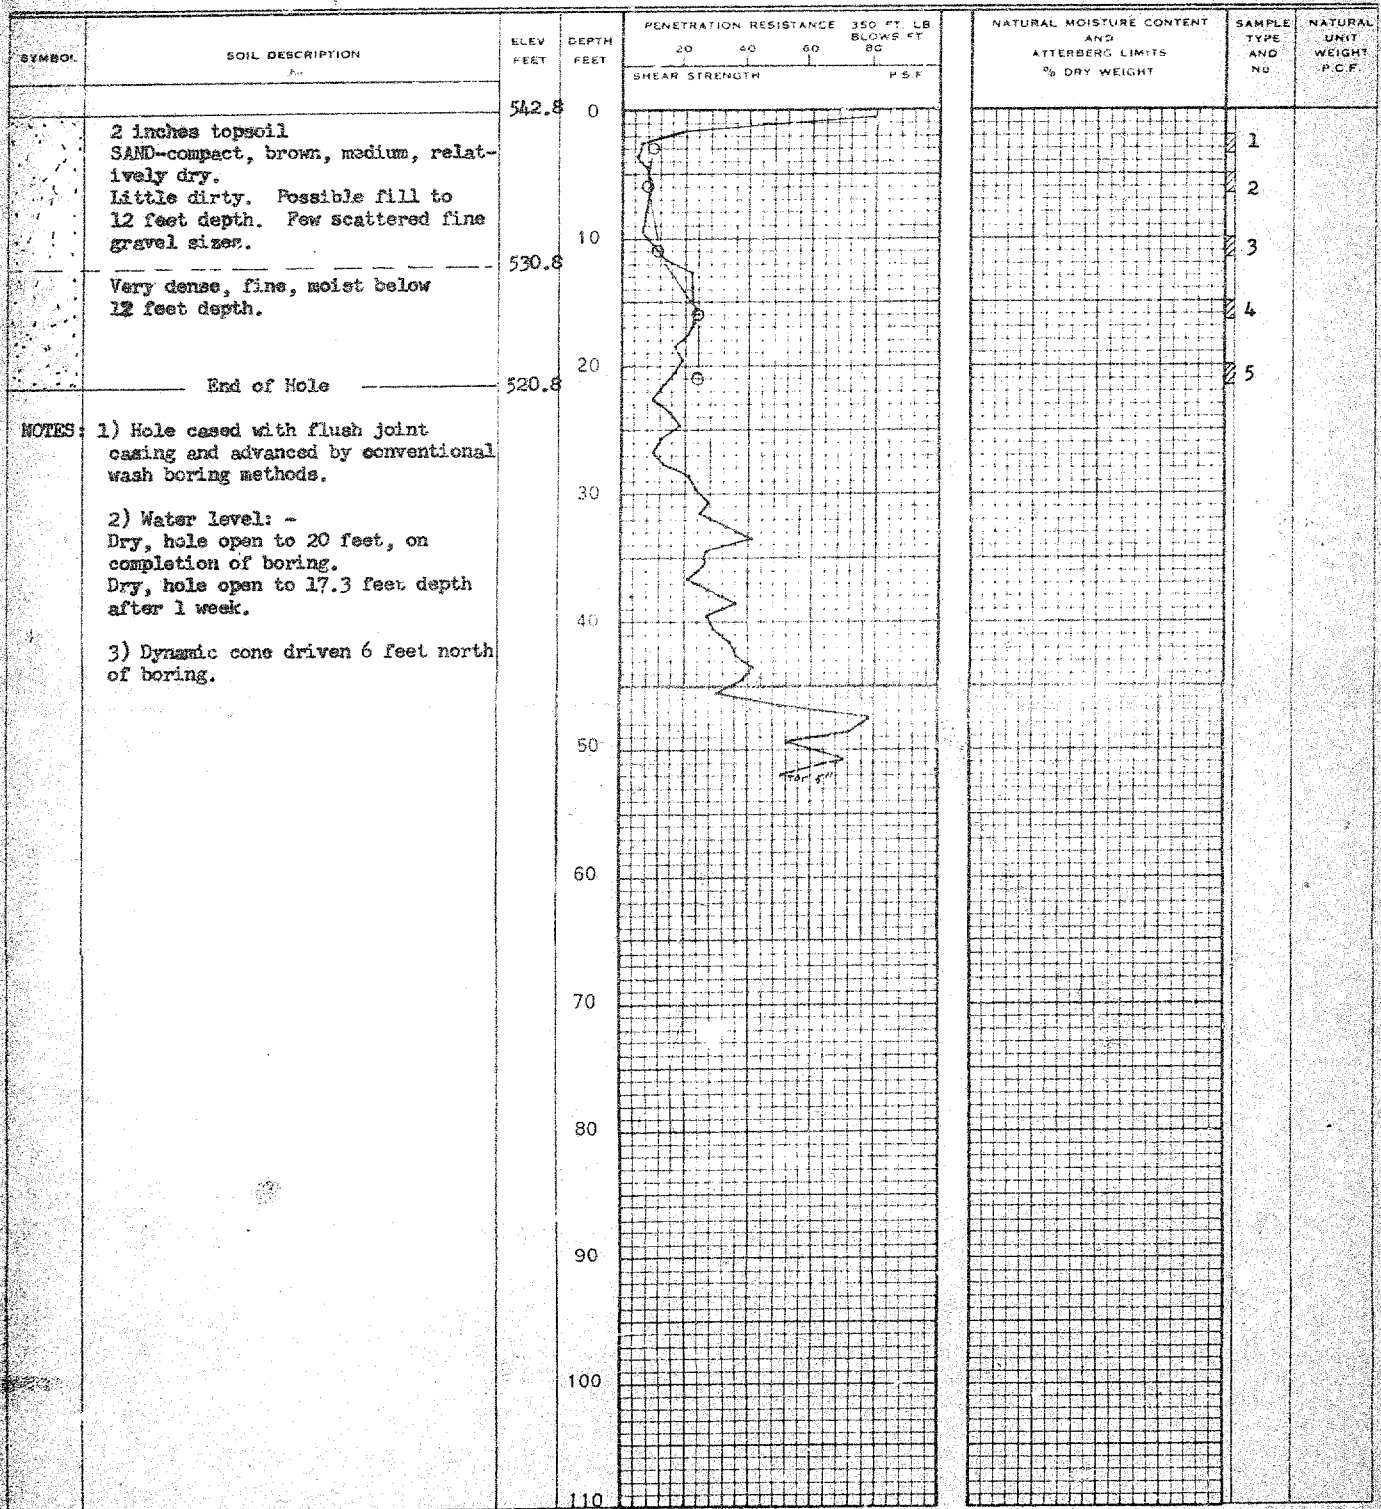 SYMBOL
SOIL DESCRIPTION
ELEV
FEET
DEPTH
FEET
PENETRATION RESISTANCE 350 FT. LB.
BLOWS. FT
20 40 60 80
SHEAR STRENGTH P.S.F
NATURAL MOISTURE CONTENT
AND
ATTERBERG LIMITS
% DRY WEIGHT
SAMPLE
TYPE
AND
NO
NATURAL
UNIT
WEIGHT
P.C.F.
542.8
2 inches topsoil
SAND-compact, brown, medium, relat-
ively dry.
Little dirty. Possible fill to
12 feet depth. Few scattered fine
gravel sizes.
530.8
Very dense, fine, moist below
12 feet depth.
End of Hole
520.8
NOTES: 1) Hole cased with flush joint
casing and advanced by conventional
wash boring methods.
2) Water level: -
Dry, hole open to 20 feet, on
completion of boring.
Dry, hole open to 17.3 feet depth
after 1 week.
3) Dynamic cone driven 6 feet north
of boring.
0
10
20
30
40
50
60
70
80
90
100
110
for 6"
1
2
3
4
5